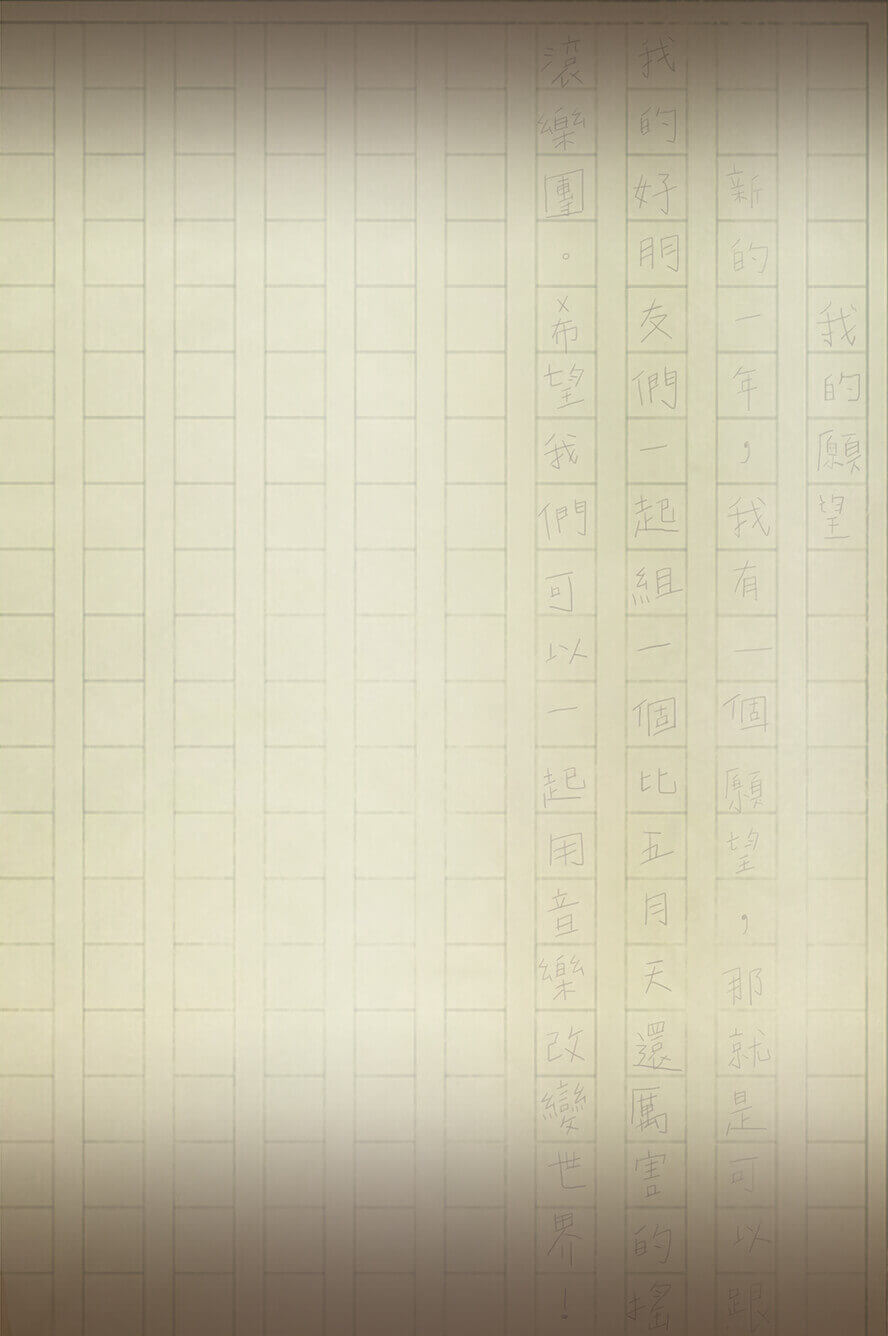 我的願望
新的一年，我有一個願望，那就是可以跟
我的好朋友們一起組一個比五月天還厲害的搖
滾樂團。希望我們可以一起用音樂改變世界！